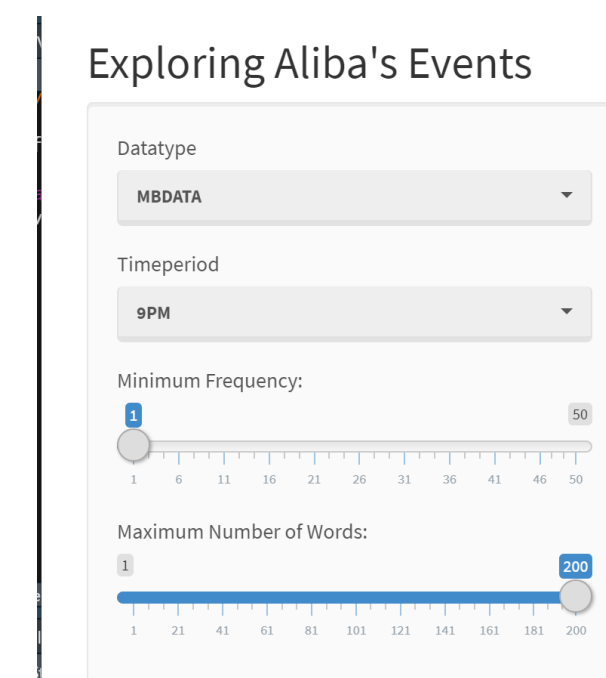 Exploring Aliba's Events
Datatype
MBDATA
Timeperiod
9PM
Minimum Frequency:
1 50
1 6 11 16 21 26 31 36 41 46 50
Maximum Number of Words:
1 200
1 21 41 61 81 101 121 141 161 181 200